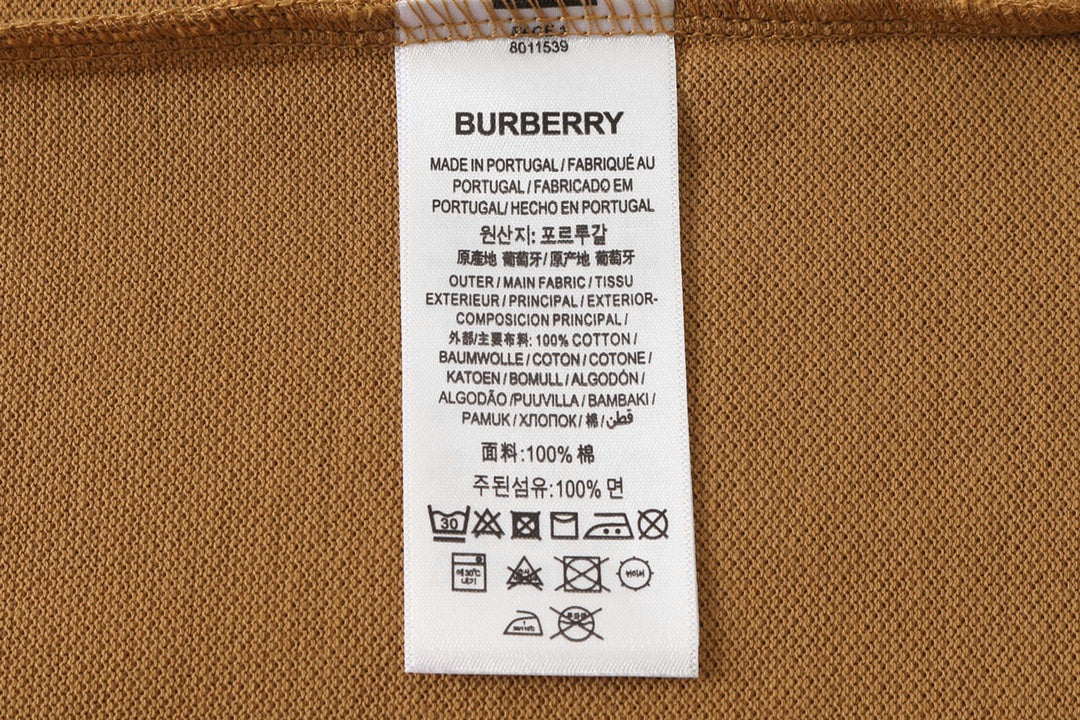 8011539
BURBERRY
MADE IN PORTUGAL / FABRIQUÉ AU
PORTUGAL / FABRICADO EM
PORTUGAL/ HECHO EN PORTUGAL
원산지: 포르투갈
原產地 葡萄牙/原产地 葡萄牙
OUTER / MAIN FABRIC / TISSU
EXTERIEUR / PRINCIPAL / EXTERIOR-
COMPOSICION PRINCIPAL /
外部/主要布料: 100% COTTON /
BAUMWOLLE / COTON / COTONE /
KATOEN / BOMULL / ALGODÓN /
ALGODÃO /PUUVILLA / BAMBAKI /
PAMUK / ХЛОПОК / 棉 / قطن
面料:100% 棉
주된섬유:100% 면
30